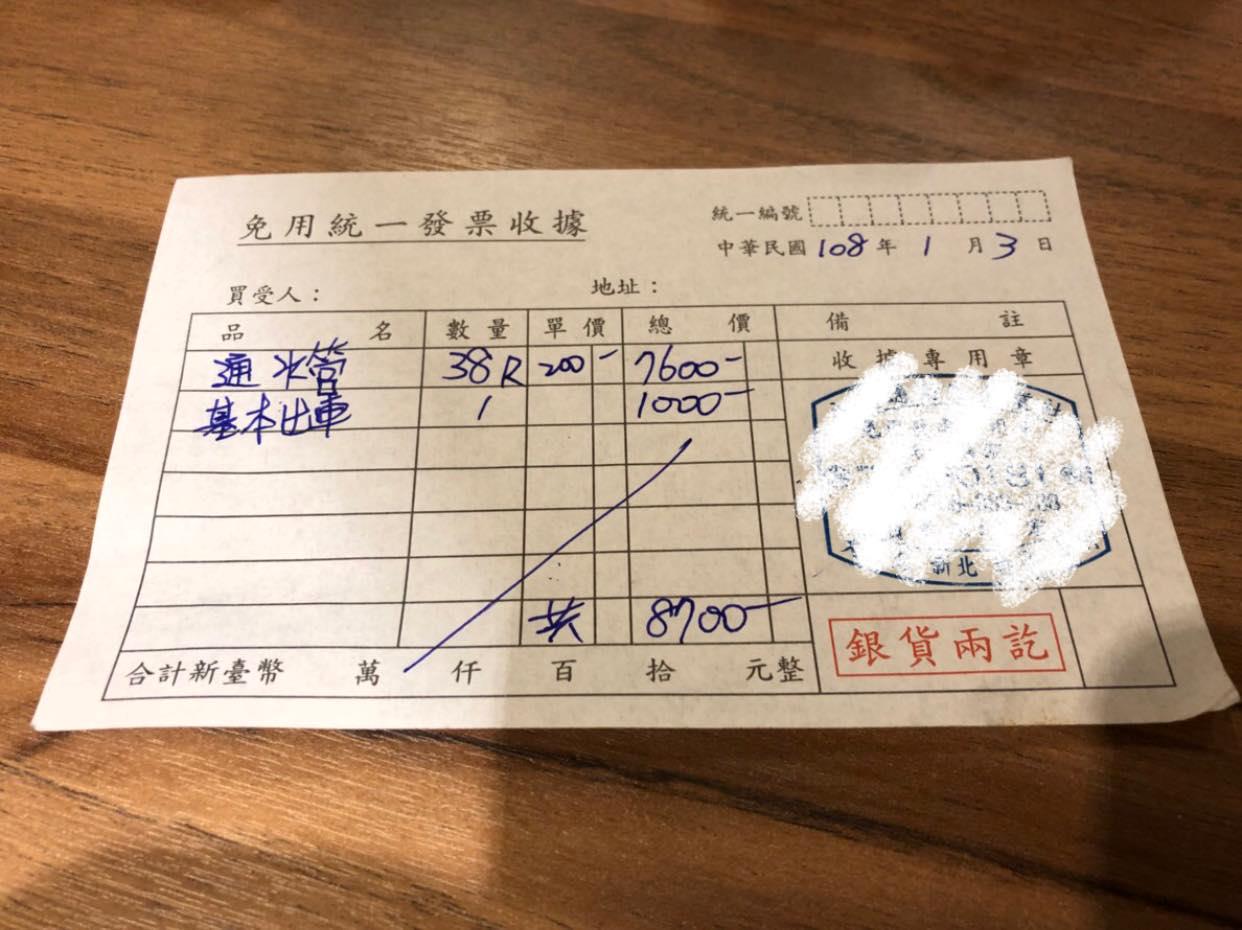 免用統一發票收據
統一編號
中華民國 108 年 1 月 3 日
買受人： 地址：
品 名 數 量 單 價 總 價 備 註
通水管 38R 200- 7600- 收據專用章
基本出車 1 1000-
新北
共 8700-
合計新臺幣 萬 仟 百 拾 元整
銀貨兩訖